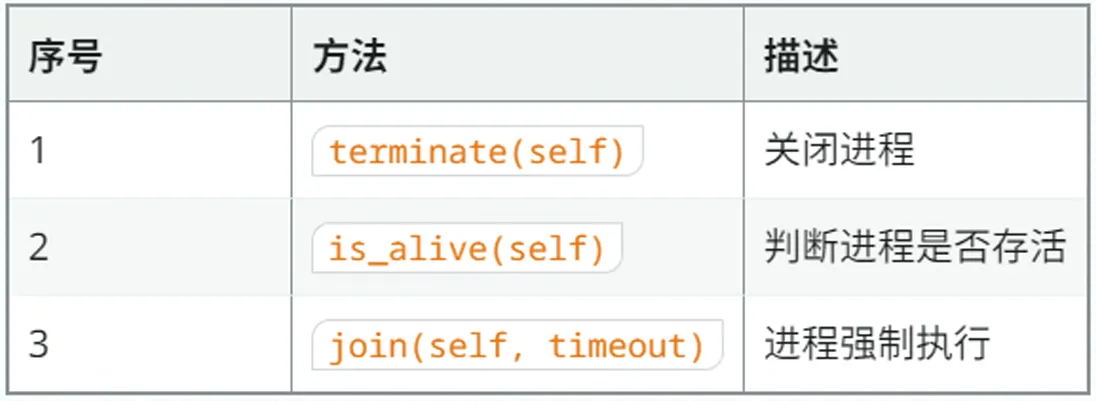 序号 方法 描述
1 terminate(self) 关闭进程
2 is_alive(self) 判断进程是否存活
3 join(self, timeout) 进程强制执行